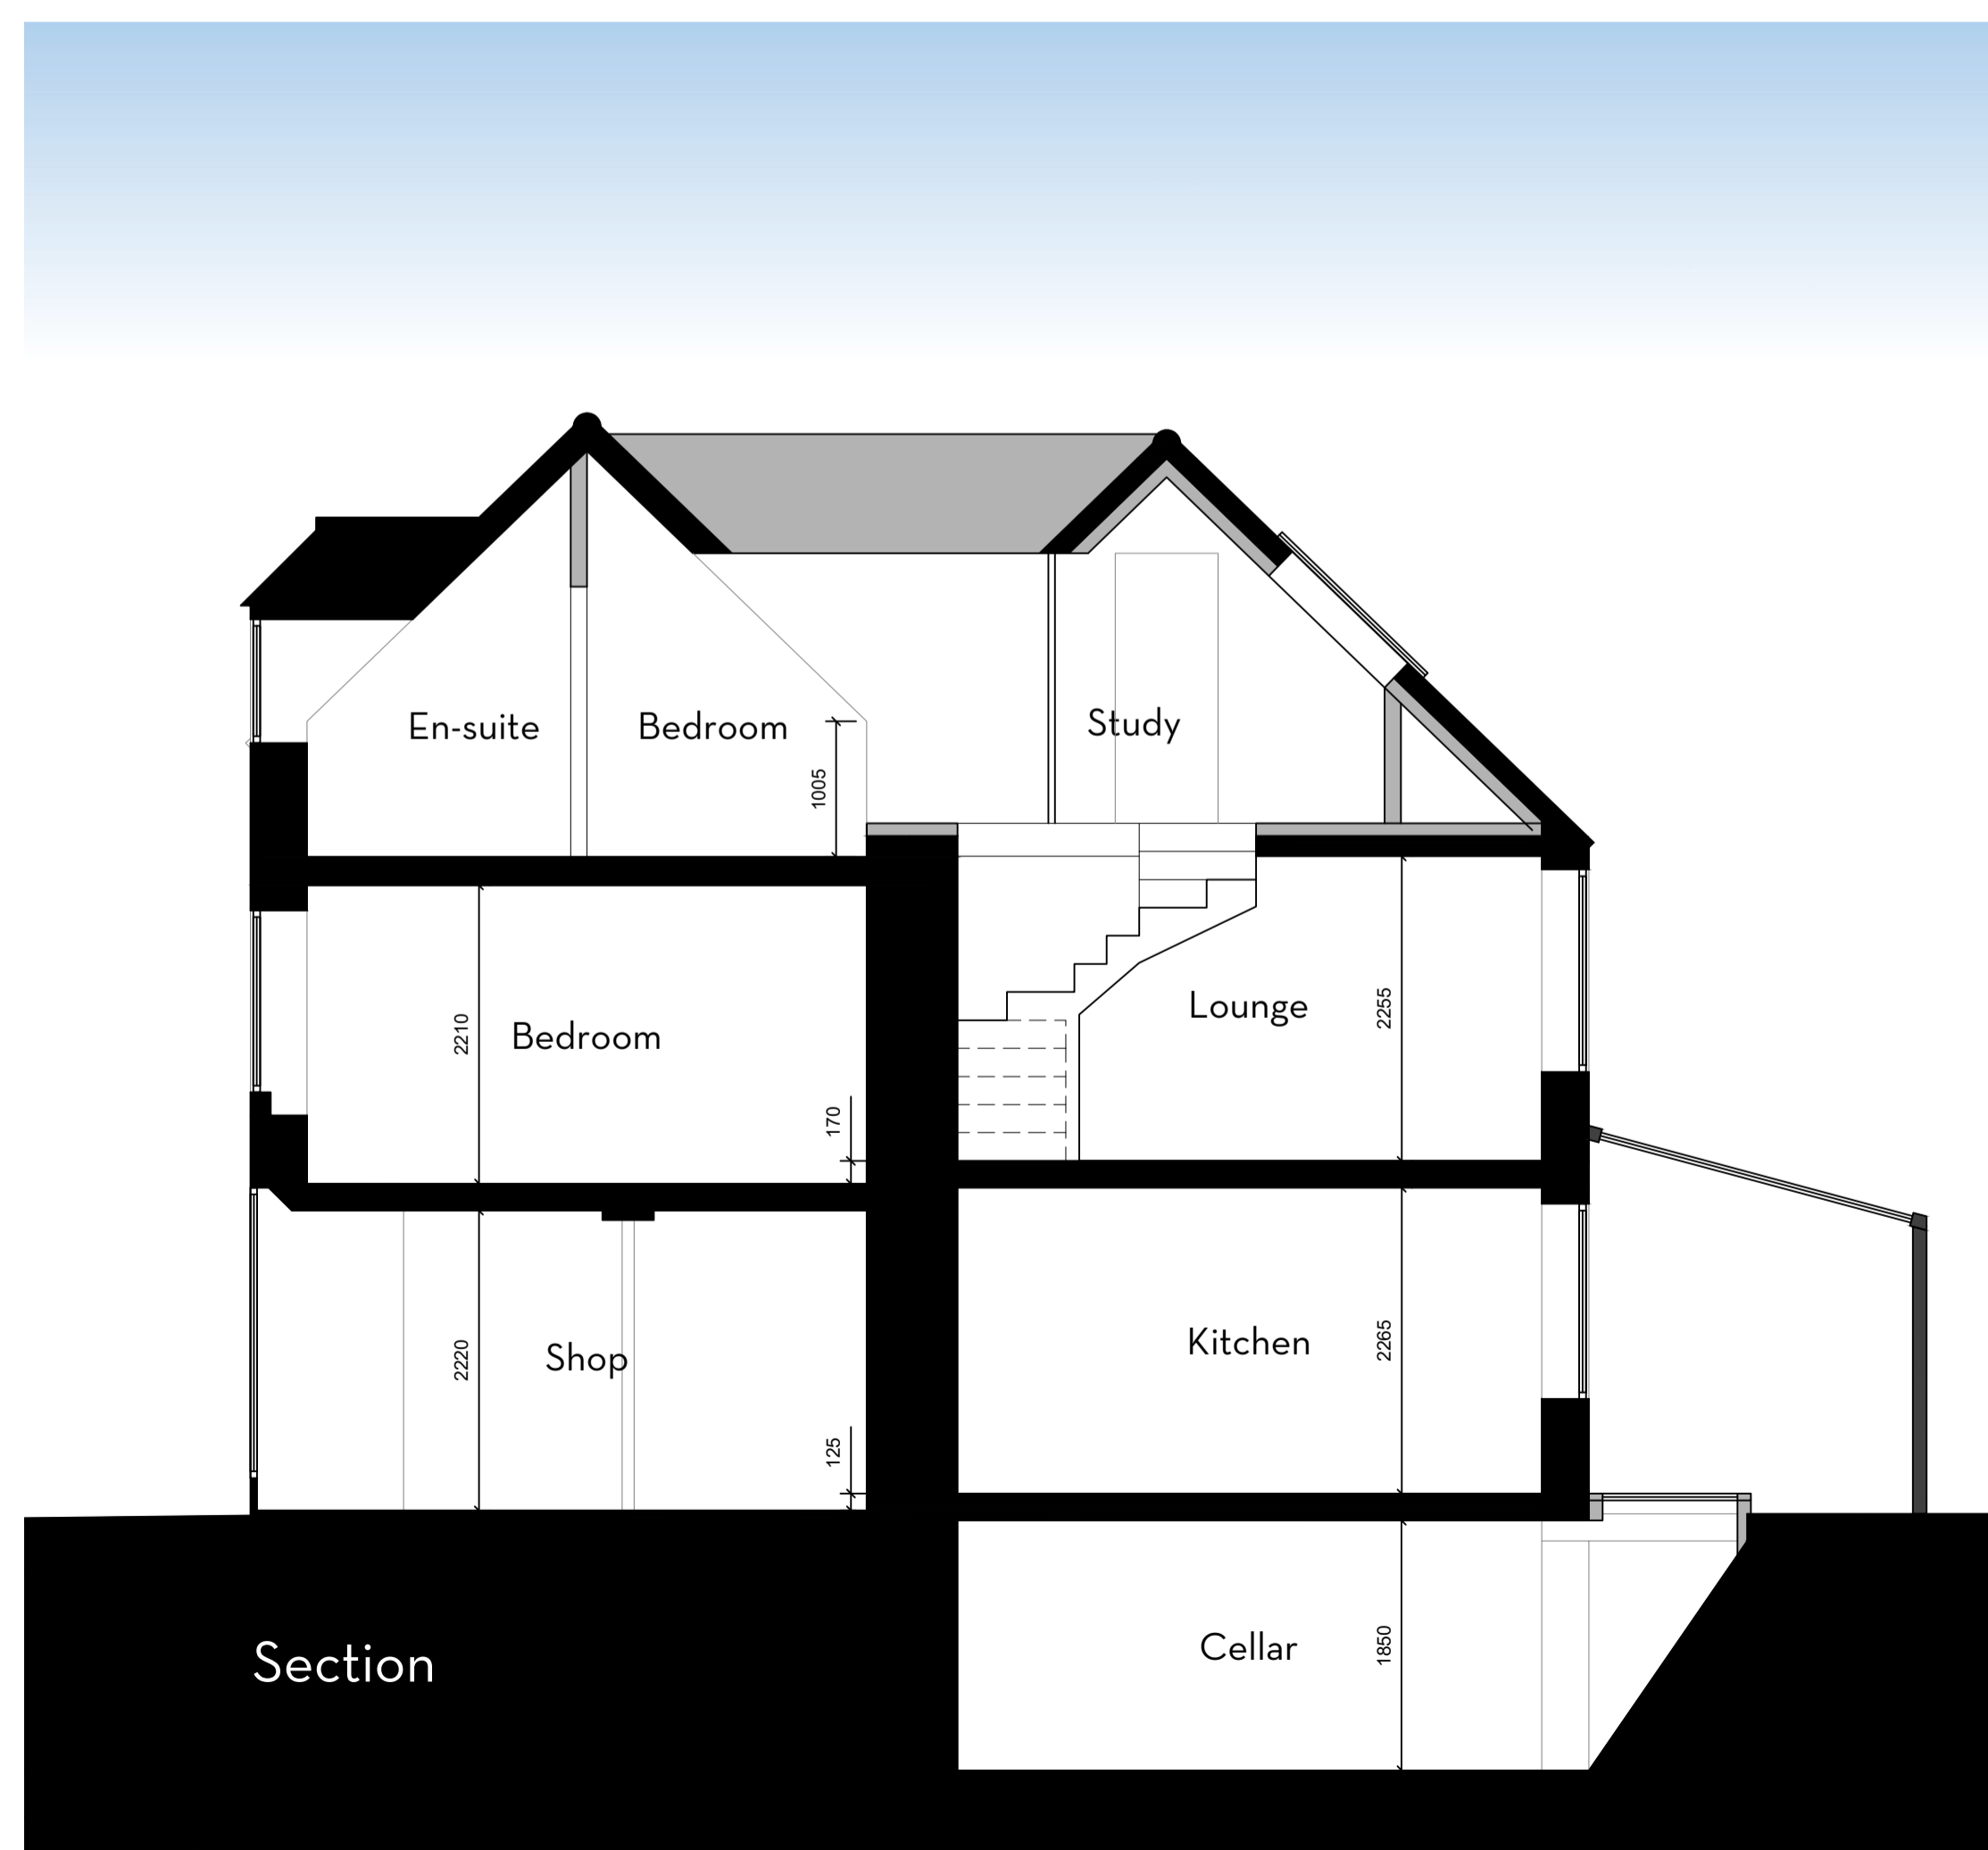 En-suite
Bedroom
1005
Study
2210
Bedroom
170
Lounge
2255
2220
Shop
125
Kitchen
2265
Section
Cellar
1850